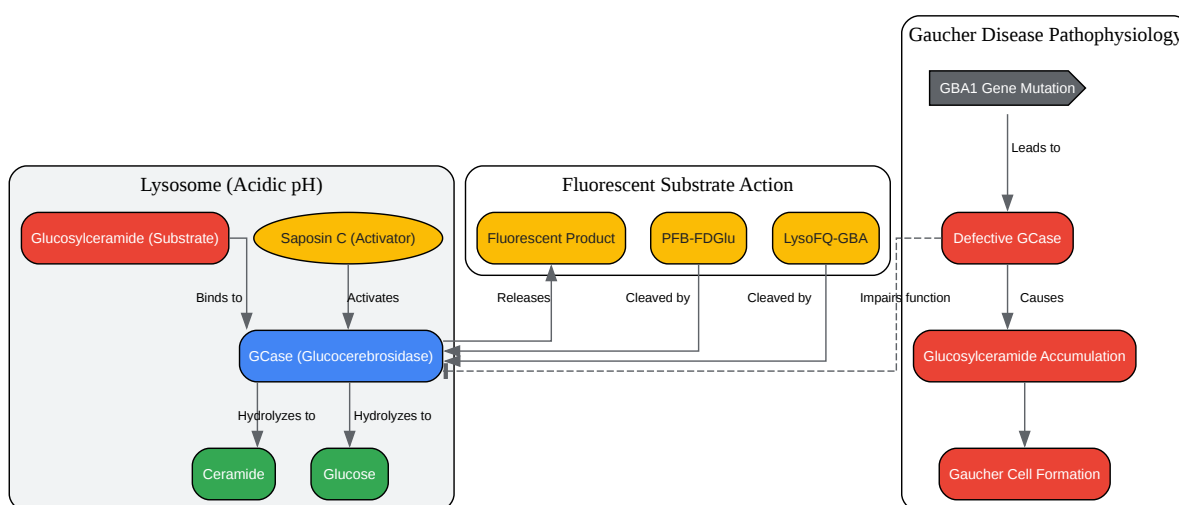 Gaucher Disease Pathophysiology
GBA1 Gene Mutation
Leads to
Lysosome (Acidic pH)
Fluorescent Substrate Action
Glucosylceramide (Substrate)
Saposin C (Activator)
Fluorescent Product
PFB-FDGlu
LysoFQ-GBA
Defective GCase
Binds to
Activates
Releases
Cleaved by
Cleaved by
Impairs function
Causes
GCase (Glucocerebrosidase)
Glucosylceramide Accumulation
Hydrolyzes to
Hydrolyzes to
Ceramide
Glucose
Gaucher Cell Formation